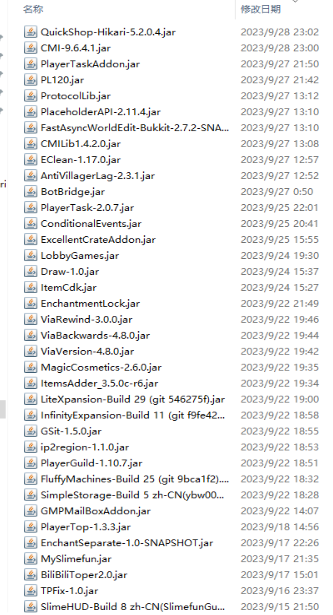 名称 修改日期
QuickShop-Hikari-5.2.0.4.jar 2023/9/28 23:02
CMI-9.6.4.1.jar 2023/9/28 23:00
PlayerTaskAddon.jar 2023/9/27 21:50
PL120.jar 2023/9/27 21:42
ProtocolLib.jar 2023/9/27 13:12
PlaceholderAPI-2.11.4.jar 2023/9/27 13:10
FastAsyncWorldEdit-Bukkit-2.7.2-SNA... 2023/9/27 13:10
CMILib1.4.2.0.jar 2023/9/27 13:08
EClean-1.17.0.jar 2023/9/27 12:57
AntiVillagerLag-2.3.1.jar 2023/9/27 12:52
ri
BotBridge.jar 2023/9/27 0:50
PlayerTask-2.0.7.jar 2023/9/25 22:01
ConditionalEvents.jar 2023/9/25 20:41
ExcellentCrateAddon.jar 2023/9/25 15:55
LobbyGames.jar 2023/9/24 19:30
Draw-1.0.jar 2023/9/24 15:37
ItemCdk.jar 2023/9/24 15:27
EnchantmentLock.jar 2023/9/22 21:49
ViaRewind-3.0.0.jar 2023/9/22 19:46
ViaBackwards-4.8.0.jar 2023/9/22 19:44
ViaVersion-4.8.0.jar 2023/9/22 19:42
MagicCosmetics-2.6.0.jar 2023/9/22 19:35
ItemsAdder_3.5.0c-r6.jar 2023/9/22 19:34
LiteXpansion-Build 29 (git 546275f).jar 2023/9/22 19:00
InfinityExpansion-Build 11 (git f9fe42... 2023/9/22 18:58
GSit-1.5.0.jar 2023/9/22 18:55
ip2region-1.1.0.jar 2023/9/22 18:53
PlayerGuild-1.10.7.jar 2023/9/22 18:51
FluffyMachines-Build 25 (git 9bca1f2).... 2023/9/22 18:32
SimpleStorage-Build 5 zh-CN(ybw00... 2023/9/22 18:28
GMPMailBoxAddon.jar 2023/9/22 14:07
PlayerTop-1.3.3.jar 2023/9/18 14:56
EnchantSeparate-1.0-SNAPSHOT.jar 2023/9/17 22:26
MySlimefun.jar 2023/9/17 21:35
BiliBiliToper2.0.jar 2023/9/17 15:01
TPFix-1.0.jar 2023/9/16 23:37
SlimeHUD-Build 8 zh-CN(SlimefunGu... 2023/9/15 21:50